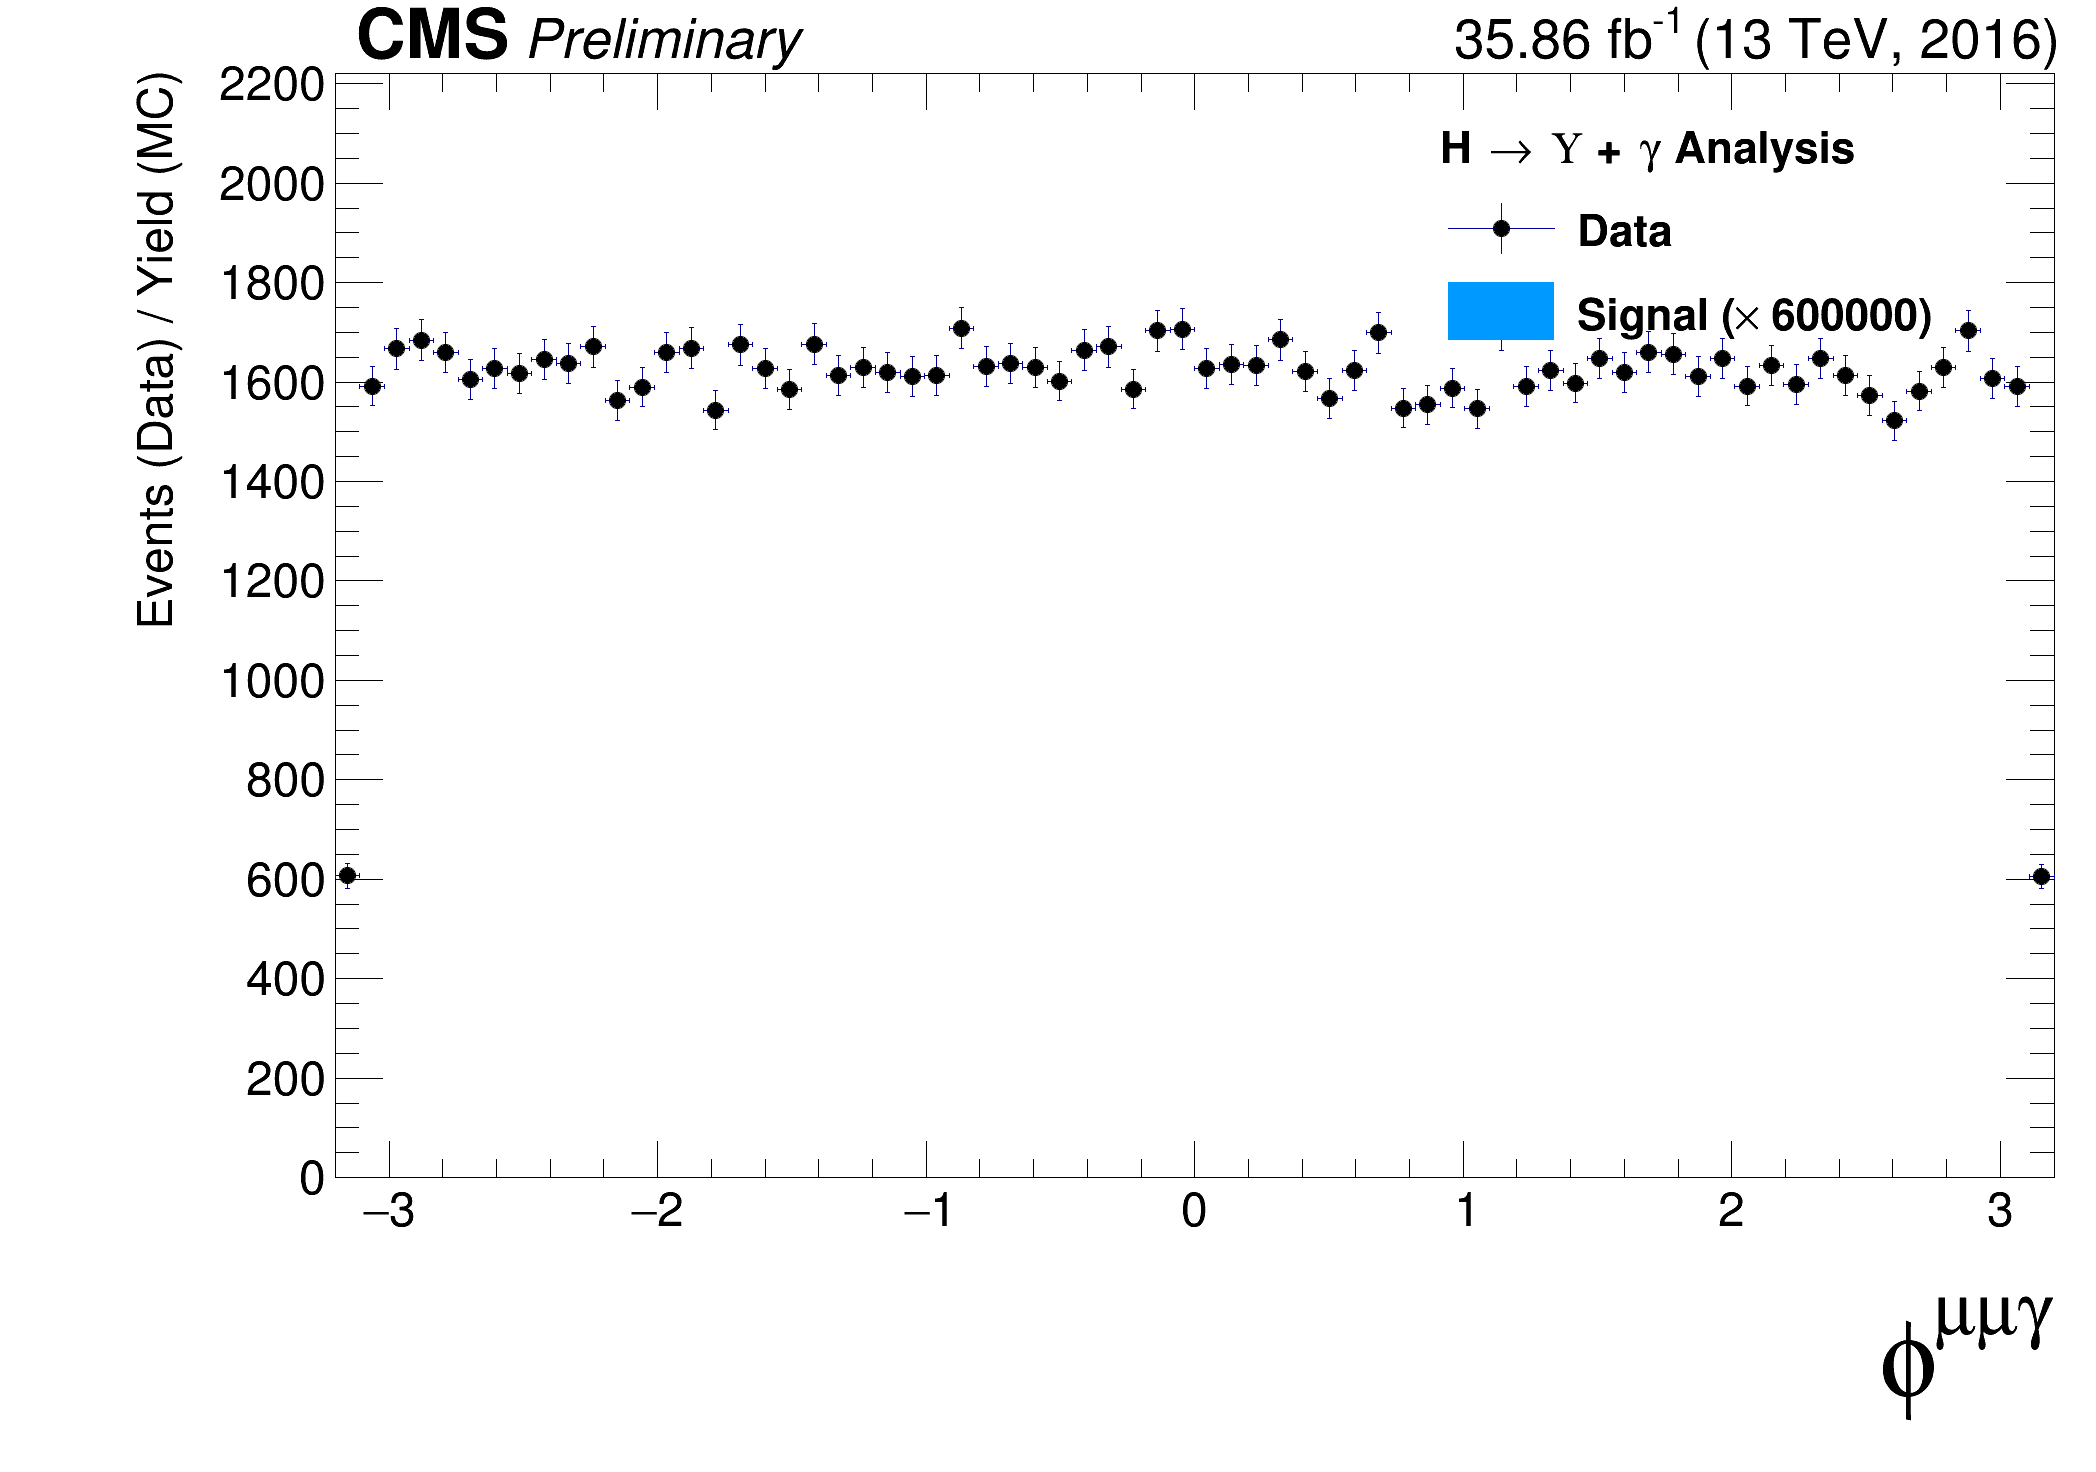 CMS Preliminary 35.86 fb⁻¹ (13 TeV, 2016)
Events (Data) / Yield (MC)
2200
2000
1800
1600
1400
1200
1000
800
600
400
200
0
H → Υ + γ Analysis
Data
Signal (× 600000)
−3 −2 −1 0 1 2 3
ϕ^μμγ